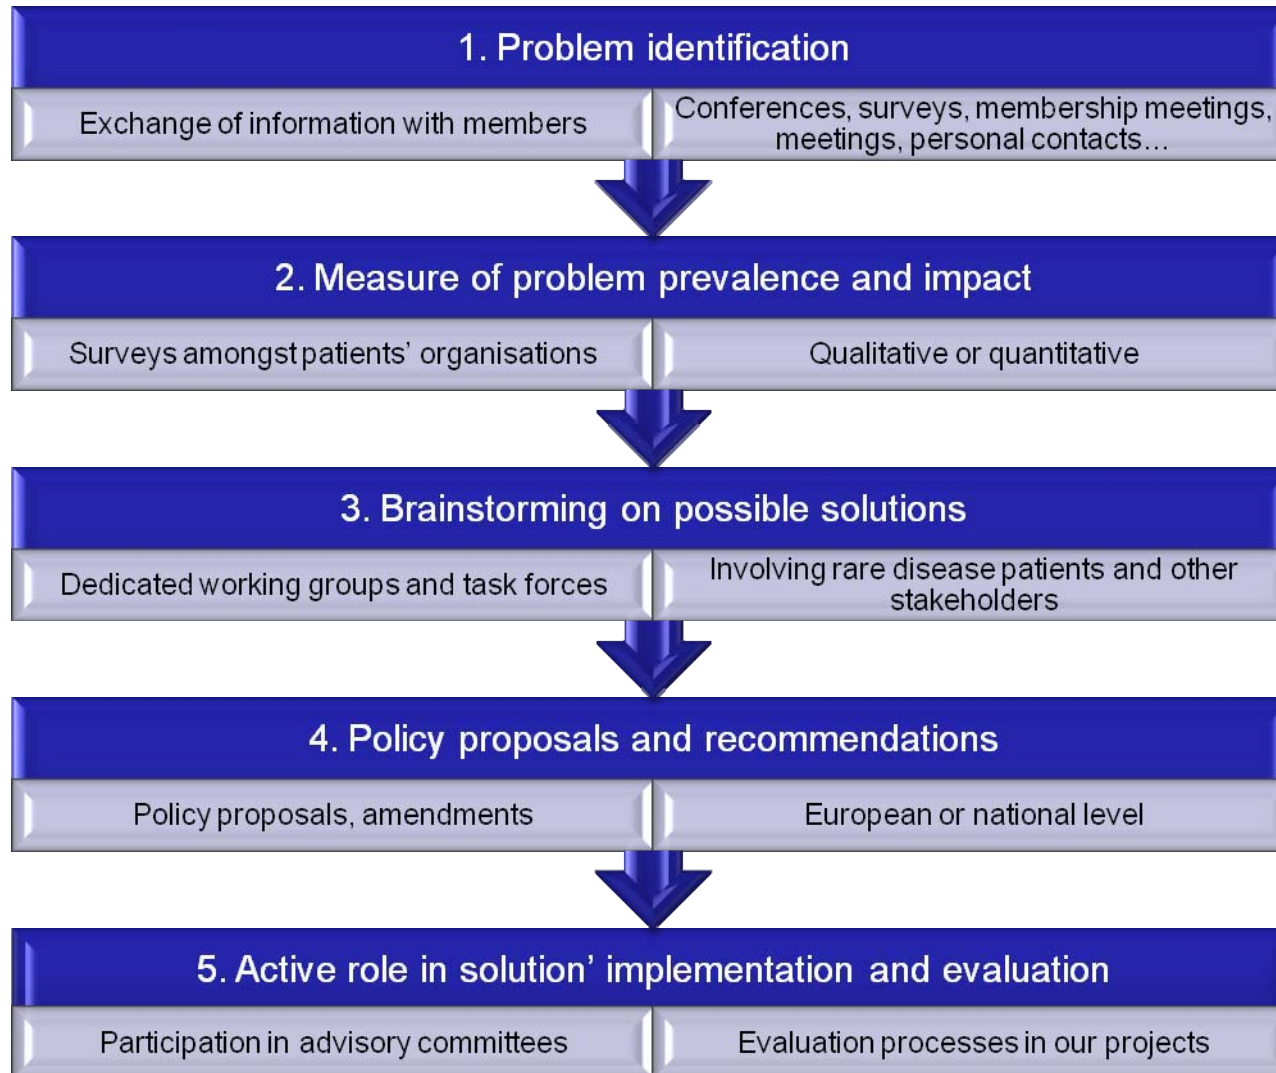 1. Problem identification
Exchange of information with members
Conferences, surveys, membership meetings,
meetings, personal contacts…
2. Measure of problem prevalence and impact
Surveys amongst patients’ organisations
Qualitative or quantitative
3. Brainstorming on possible solutions
Dedicated working groups and task forces
Involving rare disease patients and other
stakeholders
4. Policy proposals and recommendations
Policy proposals, amendments
European or national level
5. Active role in solution’ implementation and evaluation
Participation in advisory committees
Evaluation processes in our projects